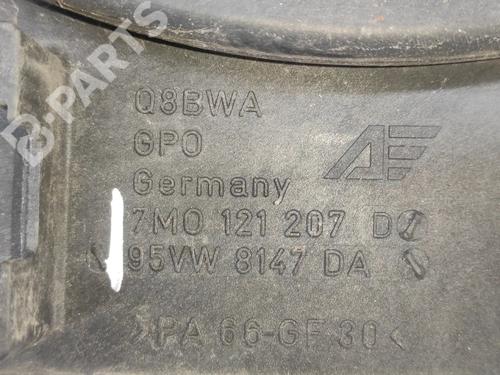 B-PARTS
Q8BWA
GPO
Germany
7M0 121 207 D
95VW 8147 DA
>PA 66-GF 30<